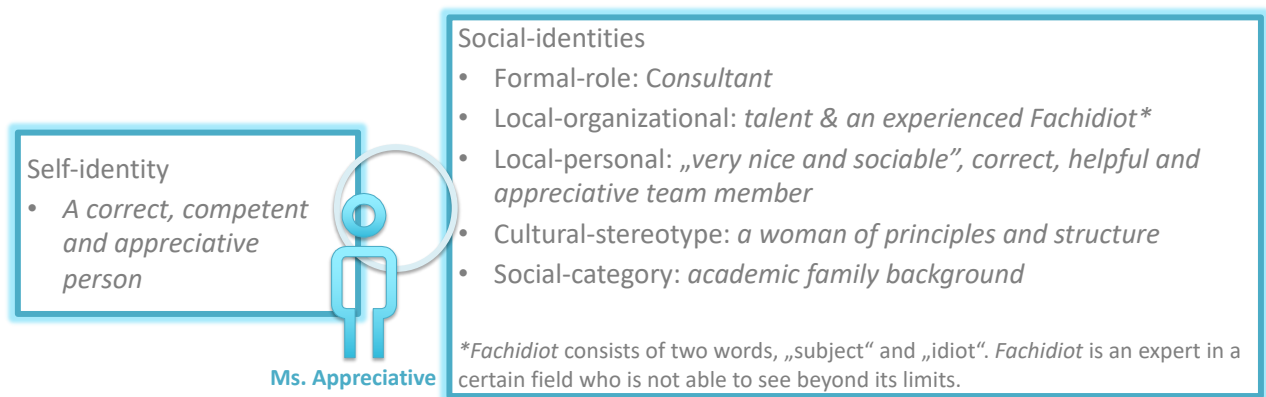 Self-identity
• A correct, competent
and appreciative
person
Ms. Appreciative
Social-identities
• Formal-role: Consultant
• Local-organizational: talent & an experienced Fachidiot*
• Local-personal: „very nice and sociable”, correct, helpful and
appreciative team member
• Cultural-stereotype: a woman of principles and structure
• Social-category: academic family background
*Fachidiot consists of two words, „subject“ and „idiot“. Fachidiot is an expert in a
certain field who is not able to see beyond its limits.